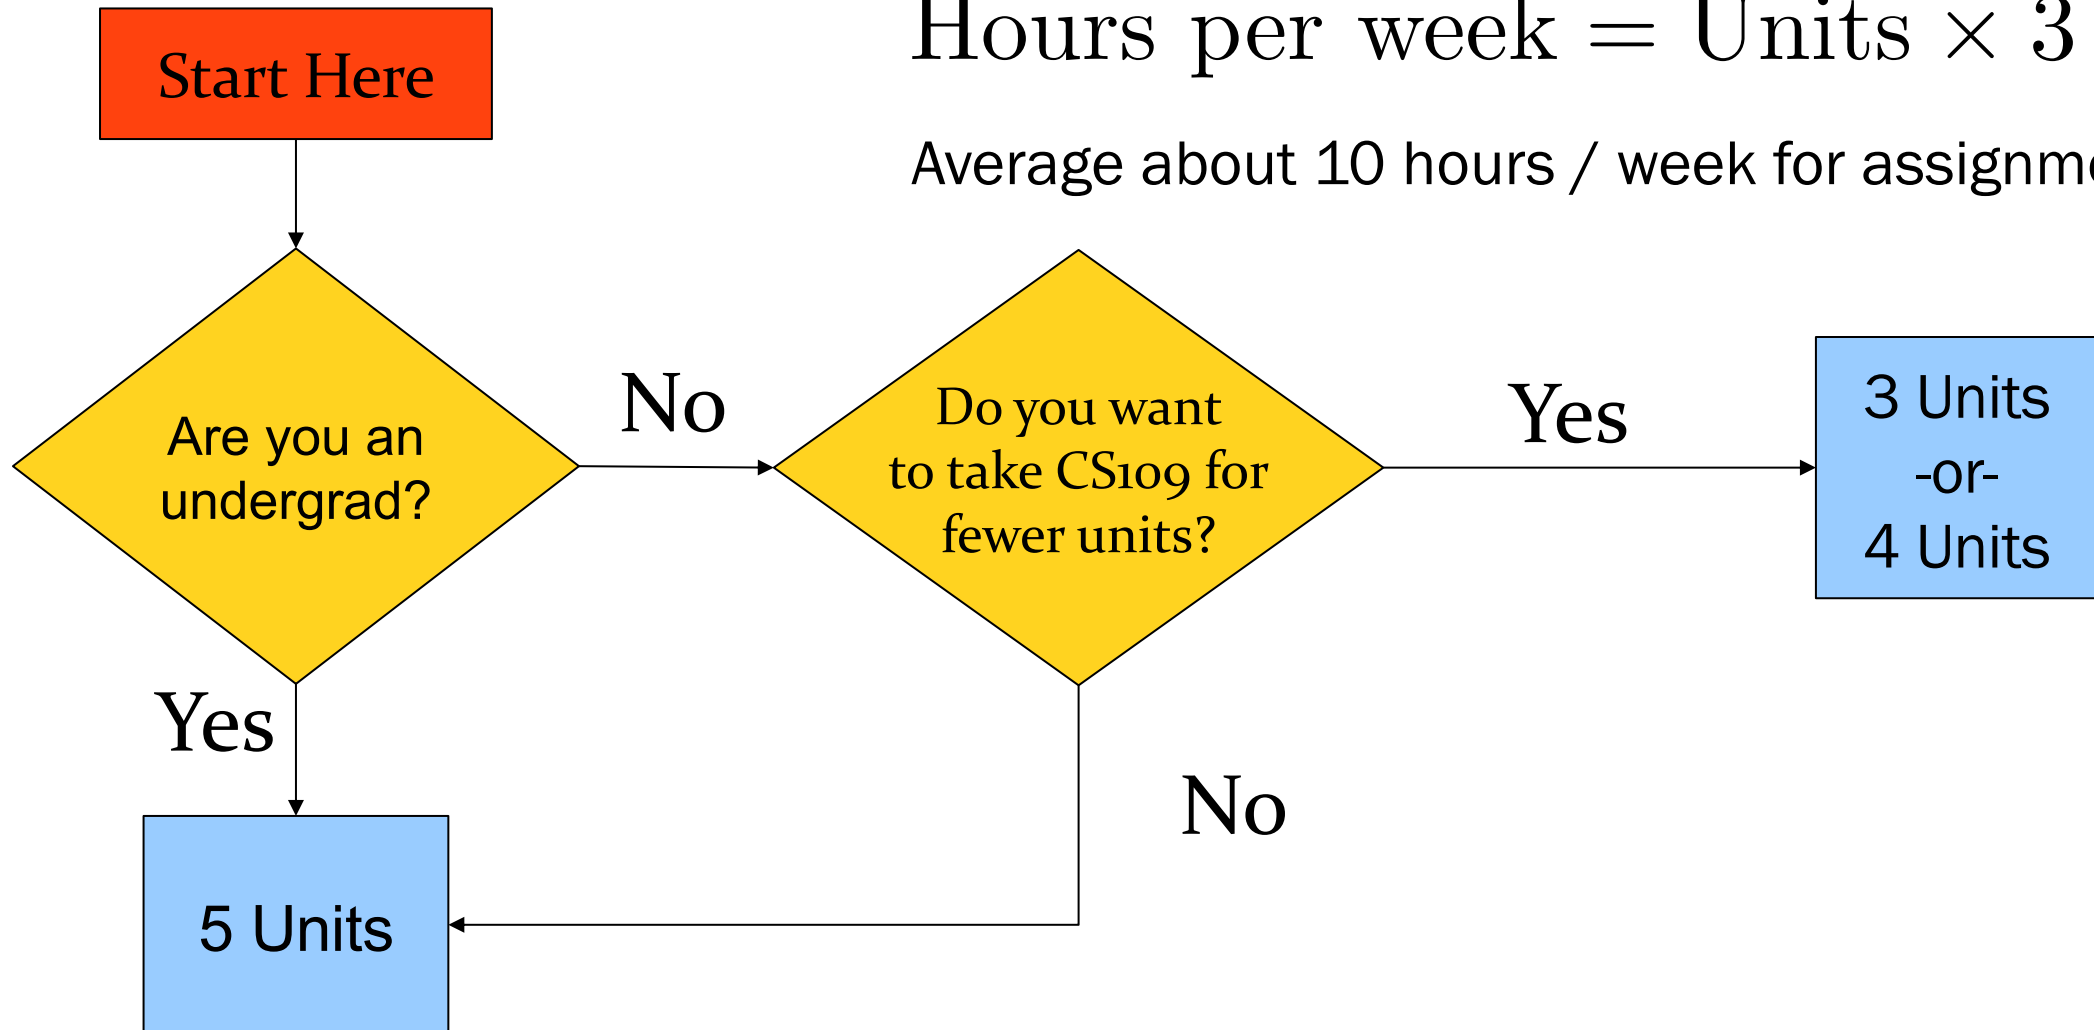 Start Here
Hours per week = Units × 3
Average about 10 hours / week for
Are you an
undergrad?
No
Do you want
to take CS109 for
fewer units?
Yes
3 Units
-or-
4 Units
Yes
No
5 Units